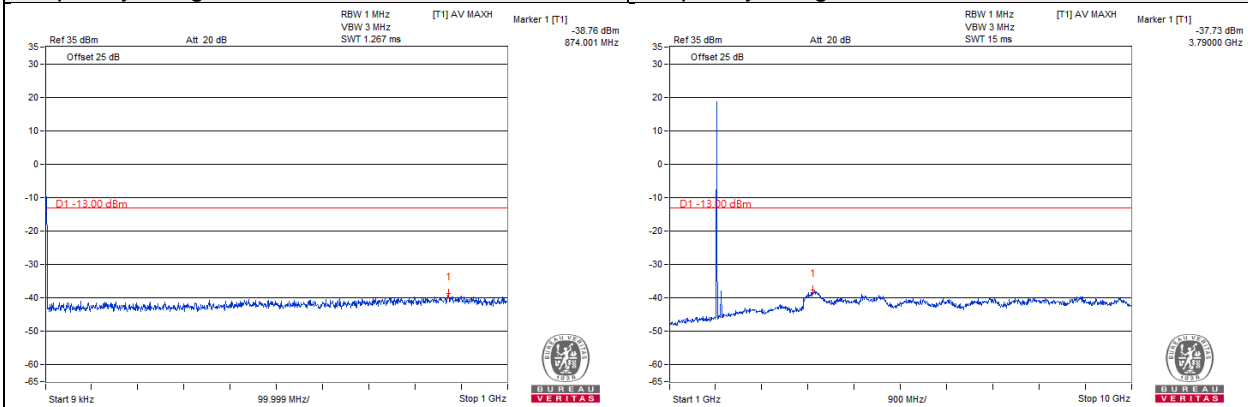 RBW 1 MHz [T1] AV MAXH Marker 1 [T1]
VBW 3 MHz -38.76 dBm
Ref 35 dBm Att 20 dB SWT 1.267 ms 874.001 MHz
35
Offset 25 dB
30
20
10
0
-10
D1 -13.00 dBm
-20
-30
1
-40
-50
-60
-65
Start 9 kHz 99.999 MHz/ Stop 1 GHz
BUREAU VERITAS
1828
BUREAU
VERITAS
RBW 1 MHz [T1] AV MAXH Marker 1 [T1]
VBW 3 MHz -37.73 dBm
Ref 35 dBm Att 20 dB SWT 15 ms 3.79000 GHz
35
Offset 25 dB
30
20
10
0
-10
D1 -13.00 dBm
-20
-30
1
-40
-50
-60
-65
Start 1 GHz 900 MHz/ Stop 10 GHz
BUREAU VERITAS
1828
BUREAU
VERITAS